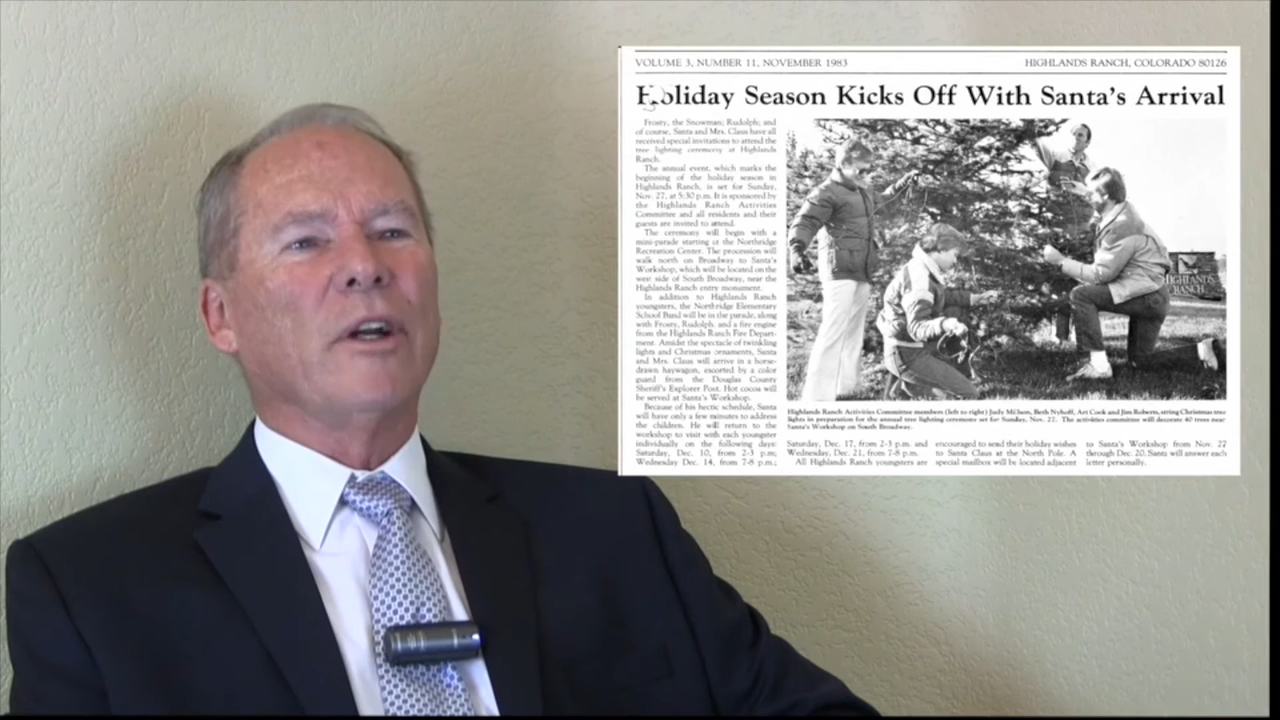 VOLUME 3, NUMBER 11, NOVEMBER 1983
HIGHLANDS RANCH, COLORADO 80126
Holiday Season Kicks Off With Santa's Arrival
Frosty, the Snowman; Rudolph; and
of course, Santa and Mrs. Claus have all
received special invitations to attend the
tree lighting ceremony at Highlands
Ranch.
The annual event, which marks the
beginning of the holiday season in
Highlands Ranch, is set for Sunday,
Nov. 27, at 5:30 p.m. It is sponsored by
the Highlands Ranch Activities
Committee and all residents and their
guests are invited to attend.
The ceremony will begin with a
mini-parade starting at the Northridge
Recreation Center. The procession will
walk north on Broadway to Santa's
Workshop, which will be located on the
west side of South Broadway, near the
Highlands Ranch entry monument.
In addition to Highlands Ranch
youngsters, the Northridge Elementary
School Band will be in the parade, along
with Frosty, Rudolph, and a fire engine
from the Highlands Ranch Fire Depart-
ment. Amidst the spectacle of twinkling
lights and Christmas ornaments, Santa
and Mrs. Claus will arrive in a horse-
drawn haywagon, escorted by a color
guard from the Douglas County
Sheriff's Explorer Post. Hot cocoa will
be served at Santa's Workshop.
Because of his hectic schedule, Santa
will have only a few minutes to address
the children. He will return to the
workshop to visit with each youngster
individually on the following days:
Saturday, Dec. 10, from 2-3 p.m;
Wednesday Dec. 14, from 7-8 p.m.;
HIGHLANDS
RANCH
Highlands Ranch Activities Committee members (left to right) Judy Beth Nyhoff, Art Cook and Jim Roberts, string Christmas tree
lights in preparation for the annual tree lighting ceremony set for Sunday, Nov. 27. The activities committee will decorate 40 trees near
Santa's Workshop on South Broadway.
Saturday, Dec. 17, from 2-3 p.m. and
Wednesday, Dec. 21, from 7-8 p.m.
All Highlands Ranch youngsters are
encouraged to send their holiday wishes
to Santa Claus at the North Pole. A
special mailbox will be located adjacent
to Santa's Workshop from Nov. 27
through Dec. 20. Santa will answer each
letter personally.